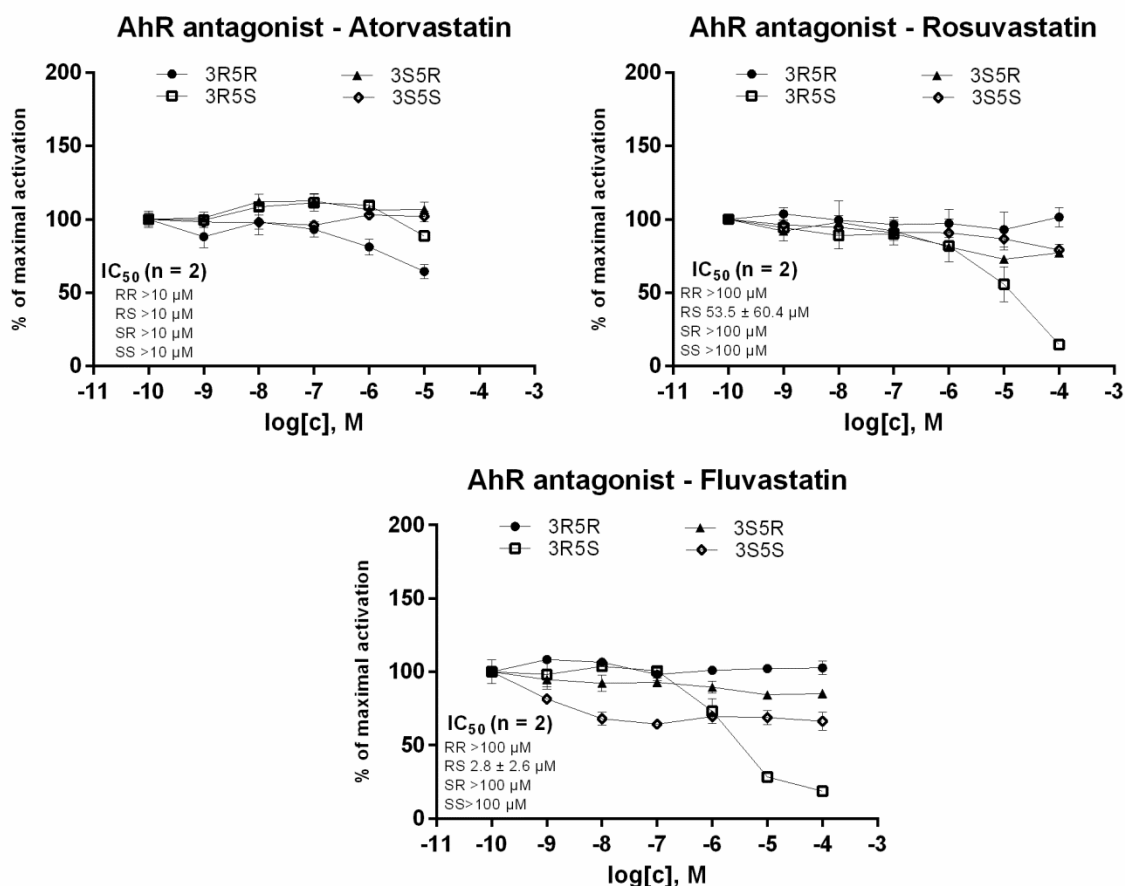 AhR antagonist - Atorvastatin
3R5R
3S5R
3R5S
3S5S
% of maximal activation
200
150
100
50
0
IC50 (n = 2)
RR >10 µM
RS >10 µM
SR >10 µM
SS >10 µM
-11 -10 -9 -8 -7 -6 -5 -4 -3
log[c], M
AhR antagonist - Rosuvastatin
3R5R
3S5R
3R5S
3S5S
% of maximal activation
200
150
100
50
0
IC50 (n = 2)
RR >100 µM
RS 53.5 ± 60.4 µM
SR >100 µM
SS >100 µM
-11 -10 -9 -8 -7 -6 -5 -4 -3
log[c], M
AhR antagonist - Fluvastatin
3R5R
3S5R
3R5S
3S5S
% of maximal activation
200
150
100
50
0
IC50 (n = 2)
RR >100 µM
RS 2.8 ± 2.6 µM
SR >100 µM
SS>100 µM
-11 -10 -9 -8 -7 -6 -5 -4 -3
log[c], M